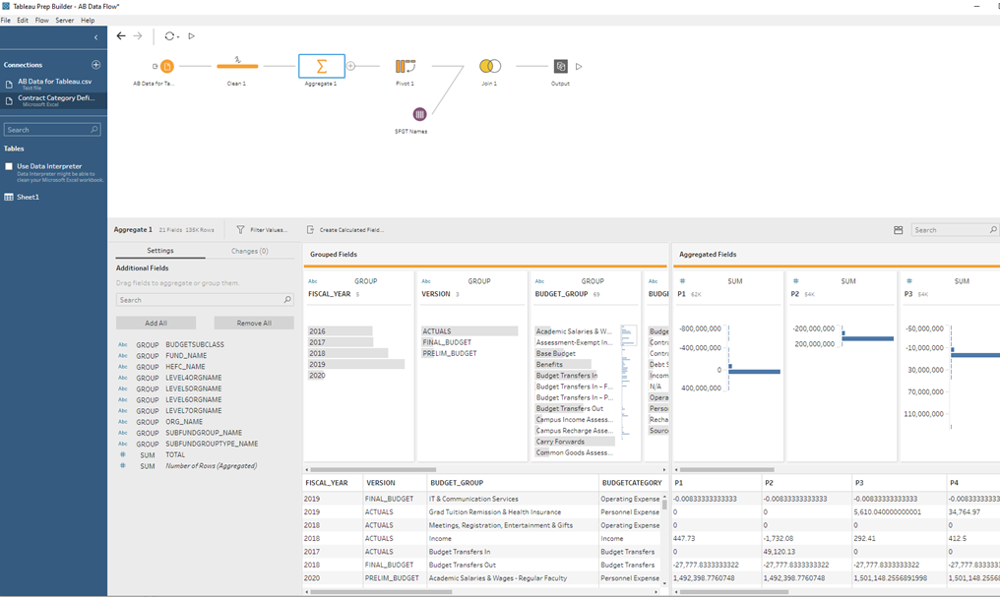 Tableau Prep Builder - AB Data Flow*
File Edit Flow Server Help
Connections
AB Data for Tableau.csv
Text file
Contract Category Defi...
Microsoft Excel
Search
Tables
Use Data Interpreter
Data Interpreter might be able to
clean your Microsoft Excel workbook.
Sheet1
AB Data for Ta...
Clean 1
Aggregate 1
Pivot 1
Join 1
Output
SFGT Names
Aggregate 1 21 Fields 138K Rows Filter Values... Create Calculated Field... Search
Settings Changes (0)
Additional Fields
Drag fields to aggregate or group them.
Search
Add All Remove All
Abc GROUP BUDGETSUBCLASS
Abc GROUP FUND_NAME
Abc GROUP HEFC_NAME
Abc GROUP LEVEL4ORGNAME
Abc GROUP LEVEL5ORGNAME
Abc GROUP LEVEL6ORGNAME
Abc GROUP LEVEL7ORGNAME
Abc GROUP ORG_NAME
Abc GROUP SUBFUNDGROUP_NAME
Abc GROUP SUBFUNDGROUPTYPE_NAME
# SUM TOTAL
# SUM Number of Rows (Aggregated)
Grouped Fields
Abc GROUP
FISCAL_YEAR 5
2016
2017
2018
2019
2020
Abc GROUP
VERSION 3
ACTUALS
FINAL_BUDGET
PRELIM_BUDGET
Abc GROUP
BUDGET_GROUP 69
Academic Salaries & W...
Assessment-Exempt In...
Base Budget
Benefits
Budget Transfers In
Budget Transfers In – F...
Budget Transfers In – P...
Budget Transfers Out
Campus Income Assess...
Campus Recharge Asse...
Carry Forwards
Common Goods Assess...
Abc
BUDGE
Budge
Contr
Debt S
Incom
N/A
Opera
Person
Recha
Source
Aggregated Fields
# SUM
P1 62K
-800,000,000
-400,000,000
0
400,000,000
# SUM
P2 54K
-200,000,000
200,000,000
# SUM
P3 54K
-50,000,000
-10,000,000
30,000,000
70,000,000
110,000,000
FISCAL_YEAR VERSION BUDGET_GROUP BUDGETCATEGORY P1 P2 P3 P4
2019 FINAL_BUDGET IT & Communication Services Operating Expense -0.00833333333333 -0.00833333333333 -0.00833333333333 -0.008333333
2019 ACTUALS Grad Tuition Remission & Health Insurance Personnel Expense 0 0 5,610.040000000001 34,764.97
2018 ACTUALS Meetings, Registration, Entertainment & Gifts Operating Expense 0 0 0 0
2018 ACTUALS Income Income 447.73 -1,732.08 292.41 412.5
2017 ACTUALS Budget Transfers In Budget Transfers 0 49,120.13 0 0
2018 FINAL_BUDGET Budget Transfers Out Budget Transfers -27,777.8333333322 -27,777.8333333322 -27,777.8333333322 -27,777.83333
2020 PRELIM_BUDGET Academic Salaries & Wages - Regular Faculty Personnel Expense 1,492,398.7760748 1,492,398.7760748 1,501,148.2556891 1,501,148.255